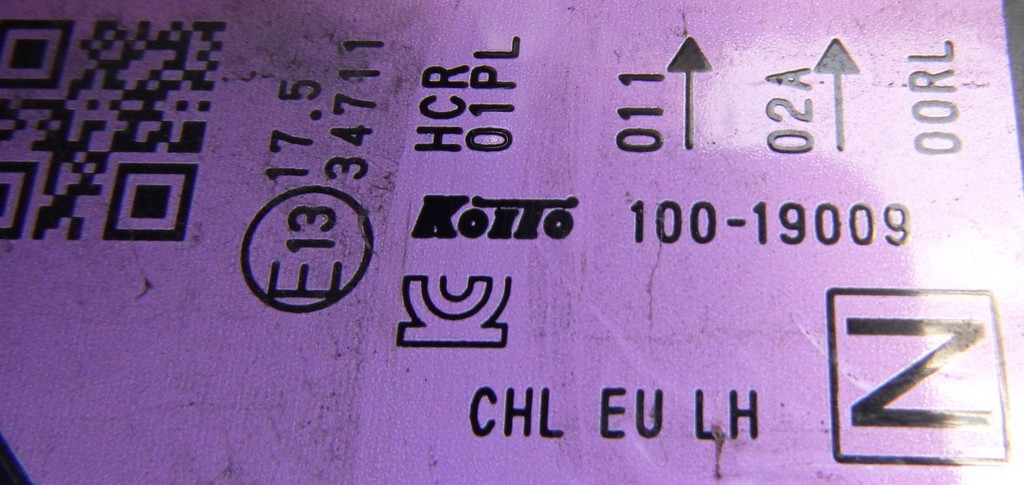 17.5
34711
E13
HCR
01PL
011
02A
00RL
KOITO 100-19009
CHL EU LH
N